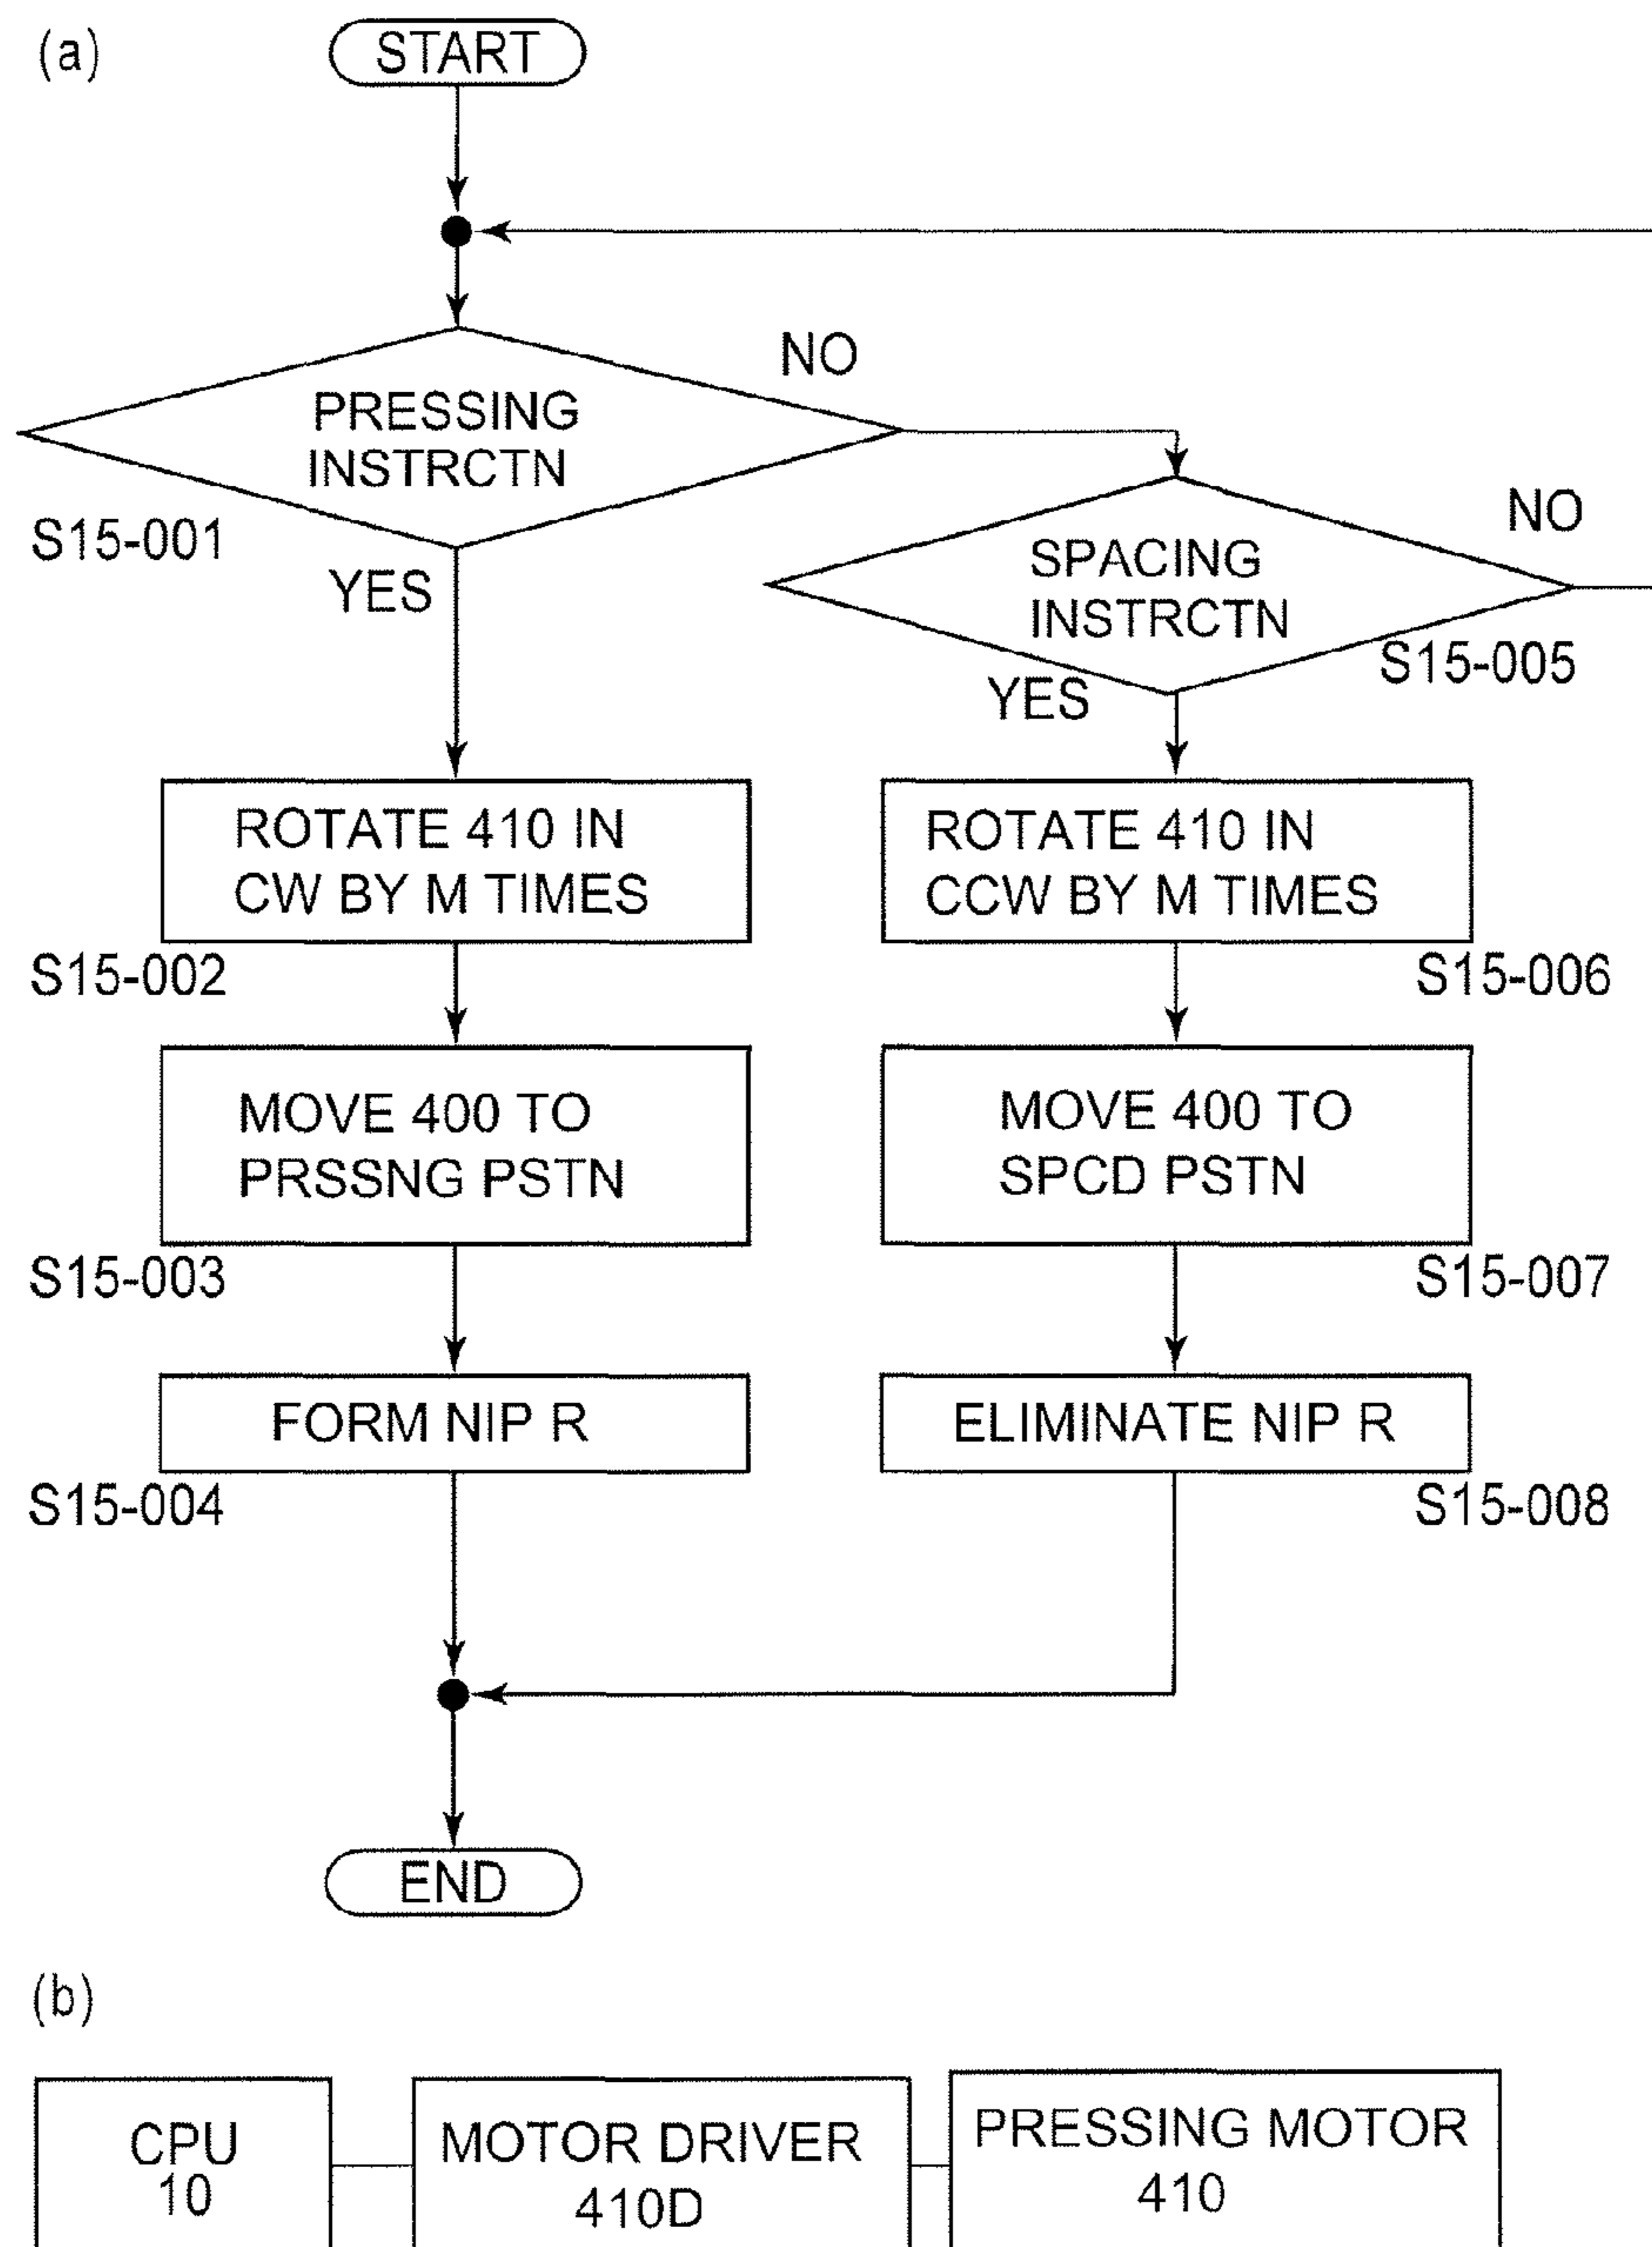 (a)
START
PRESSING
INSTRCTN
NO
S15-001
YES
SPACING
INSTRCTN
NO
S15-005
YES
ROTATE 410 IN
CW BY M TIMES
S15-002
ROTATE 410 IN
CCW BY M TIMES
S15-006
MOVE 400 TO
PRSSNG PSTN
S15-003
MOVE 400 TO
SPCD PSTN
S15-007
FORM NIP R
S15-004
ELIMINATE NIP R
S15-008
END
(b)
CPU
10
MOTOR DRIVER
410D
PRESSING MOTOR
410